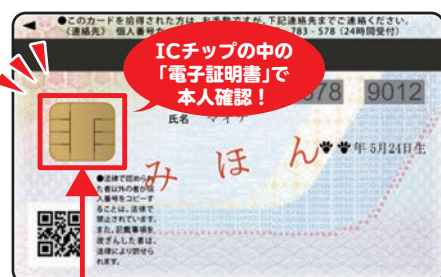 ●このカードを拾得された方は、お手数ですが、下記連絡先までご連絡ください。
(連絡先) 個人番号
783-578 (24時間受付)
ICチップの中の
「電子証明書」で
本人確認!
678 9012
氏名 マイナ
みほん
年 5月24日生
●法律で認められ
た者以外の者が
人番号をコピーす
ることは、法律で
禁止されています。
また、記載事項を
改ざんした者は、
法律により罰せら
れます。